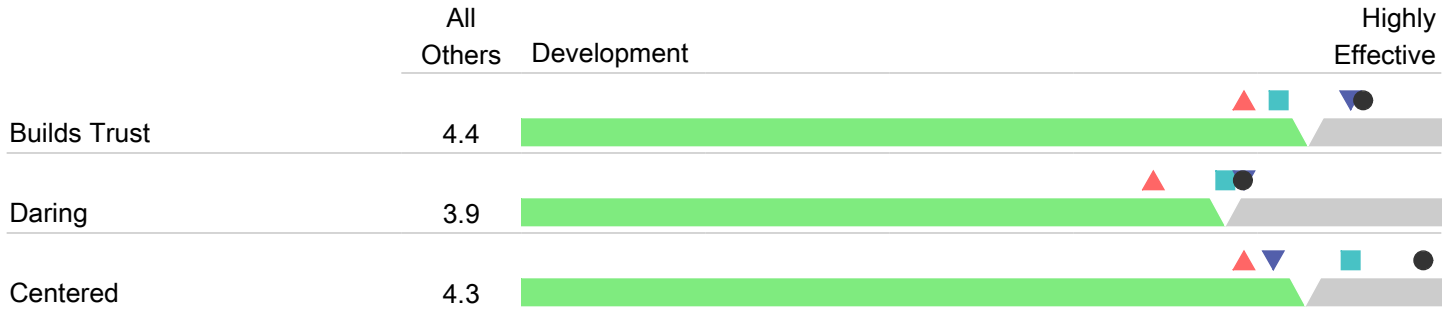 All
Others
Development
Highly
Effective
Builds Trust 4.4
Daring 3.9
Centered 4.3